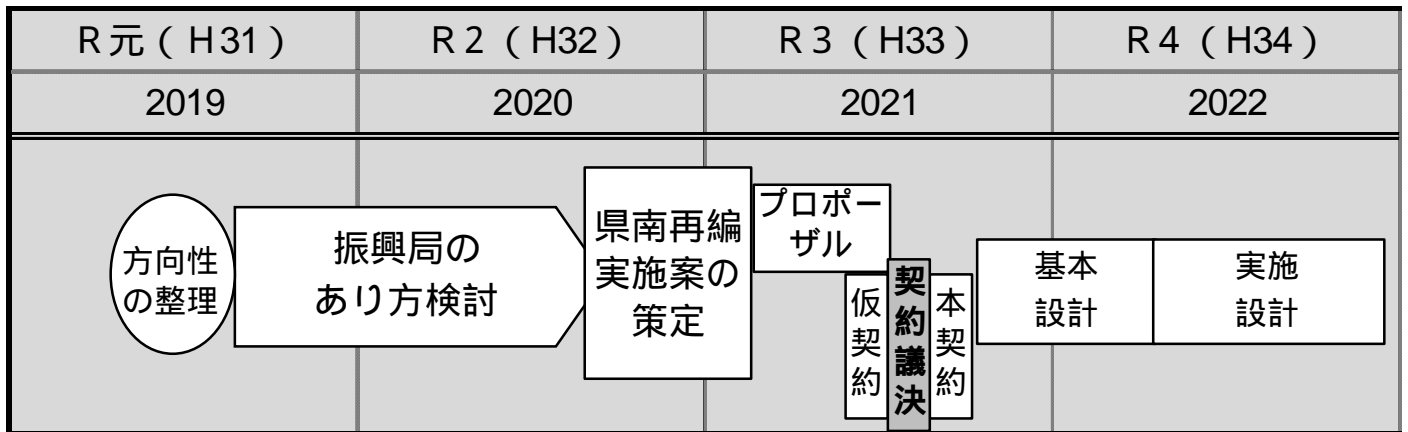 R元(H31)
R2(H32)
R3(H33)
R4(H34)
2019
2020
2021
2022
方向性
の整理
振興局の
あり方検討
県南再編
実施案の
策定
プロポー
ザル
仮契約
契約議決
本契約
基本
設計
実施
設計